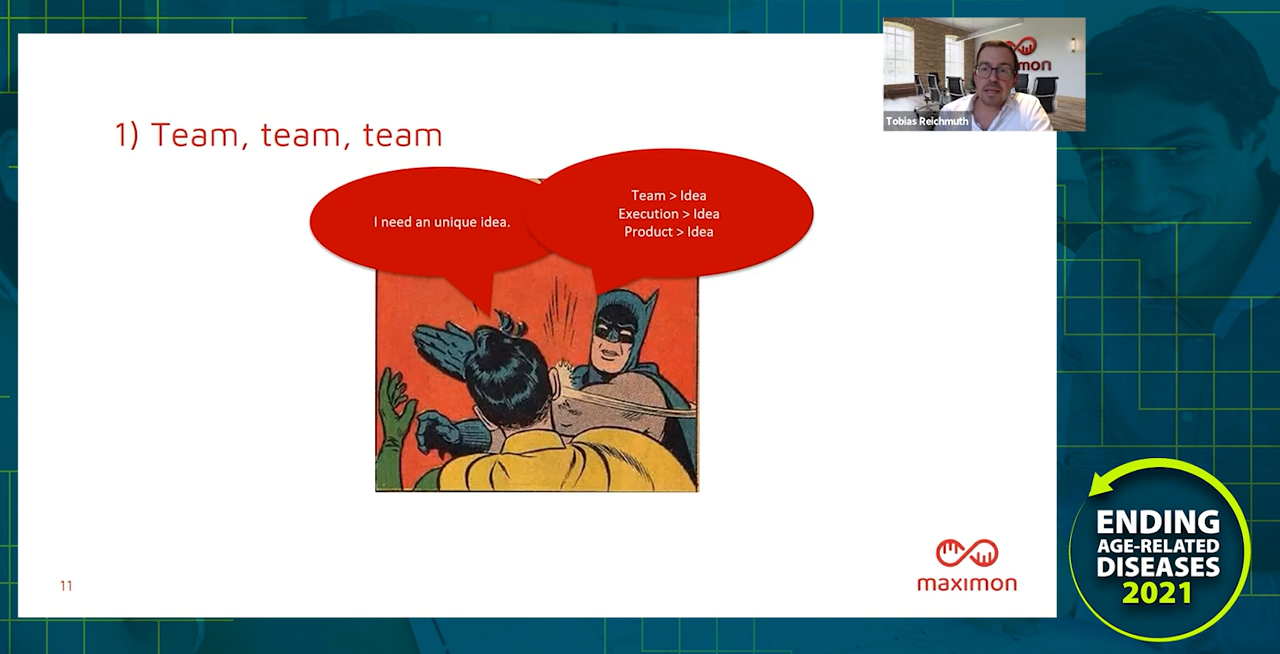 1) Team, team, team
I need an unique idea.
Team > Idea
Execution > Idea
Product > Idea
11
maximon
mon
Tobias Reichmuth
ENDING
AGE-RELATED
DISEASES
2021